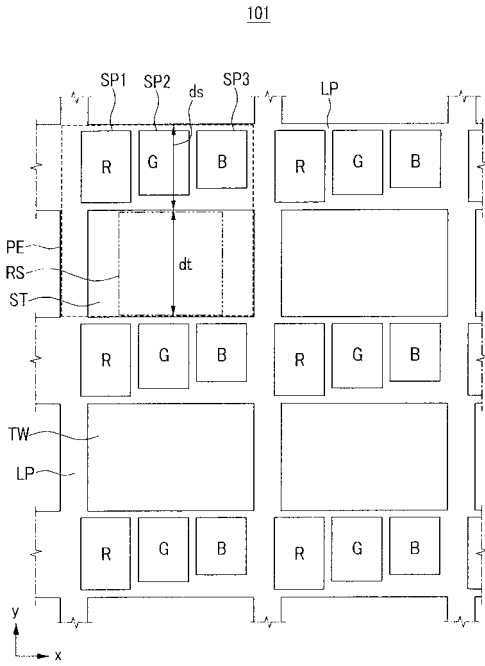 101
SP1 SP2 ds SP3 LP
R G B R G B
PE
RS
dt
ST
R G B R G B
TW
LP
R G B R G B
y
x